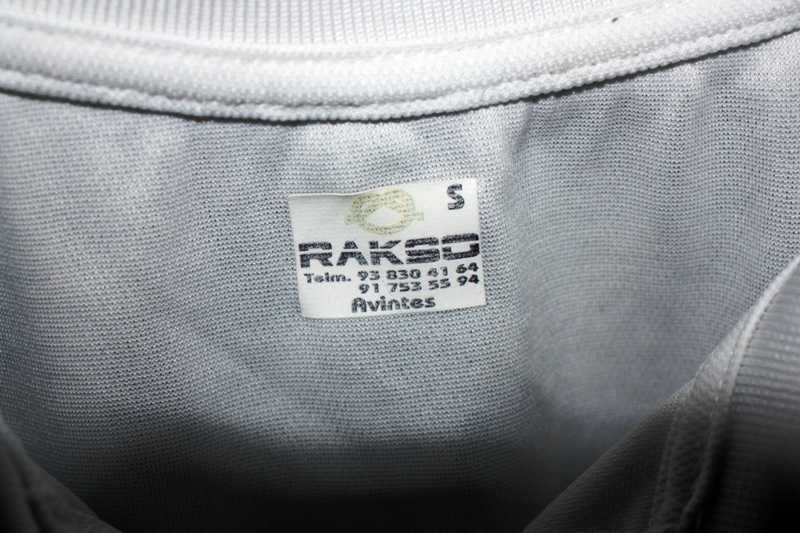 S
RAKSO
Telm. 93 830 41 64
91 753 55 94
Avintes